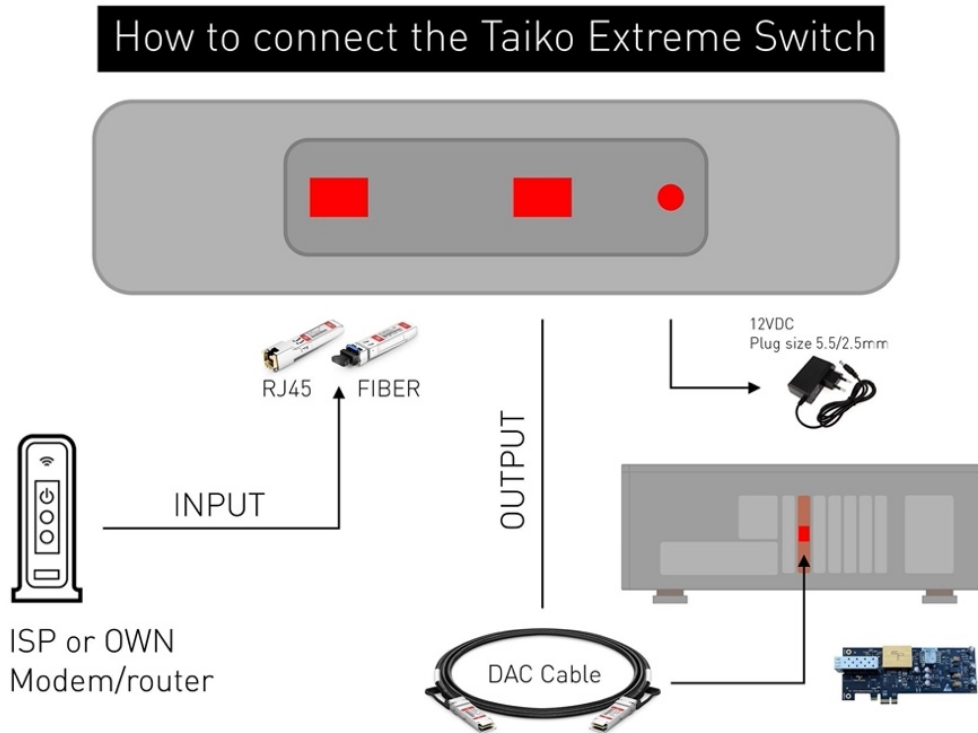 How to connect the Taiko Extreme Switch
12VDC
Plug size 5.5/2.5mm
RJ45
FIBER
INPUT
OUTPUT
ISP or OWN
Modem/router
DAC Cable